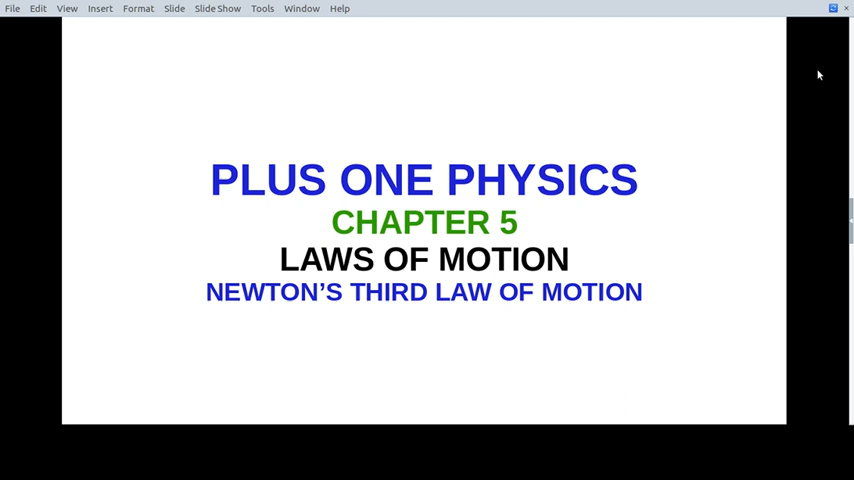 File Edit View Insert Format Slide Slide Show Tools Window Help
PLUS ONE PHYSICS
CHAPTER 5
LAWS OF MOTION
NEWTON’S THIRD LAW OF MOTION